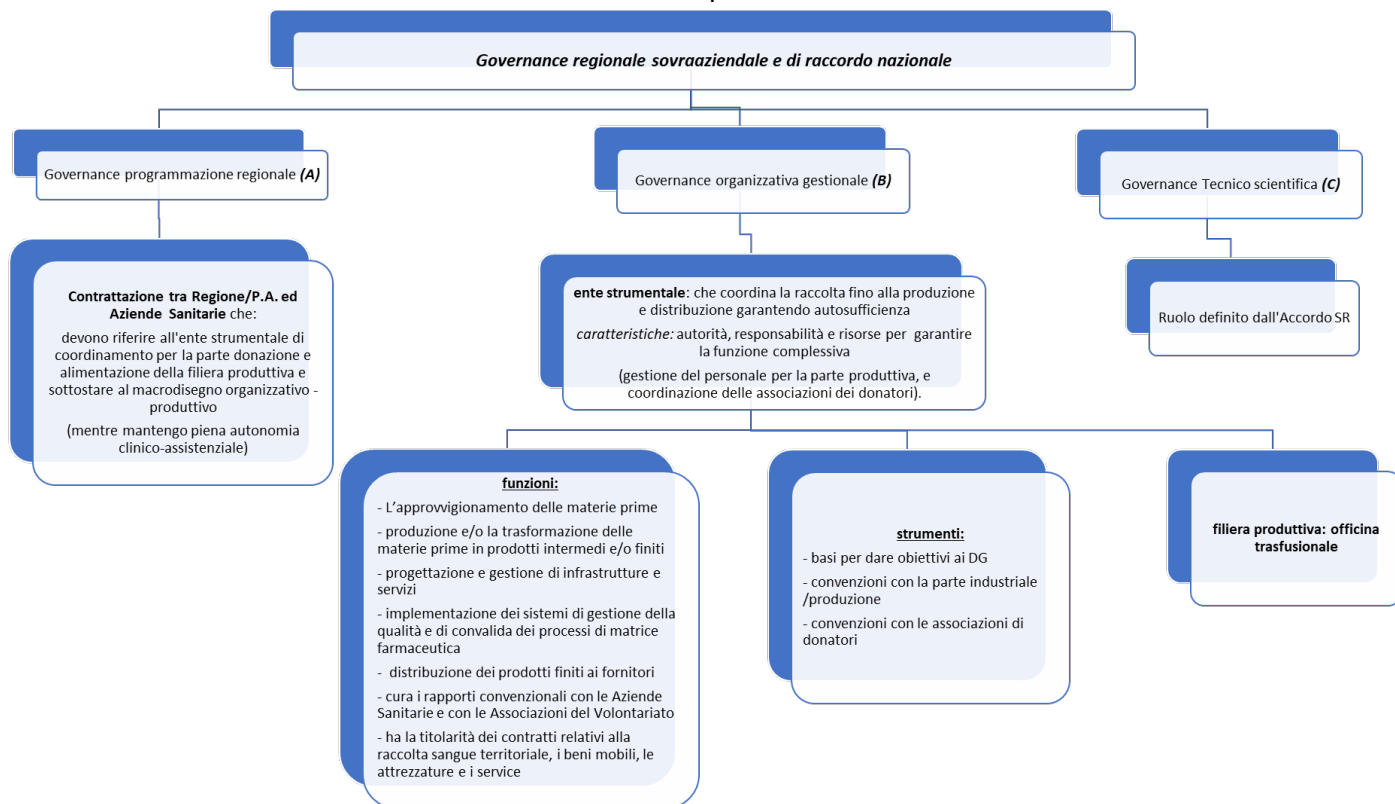 Governance regionale sovraaziendale e di raccordo nazionale
Governance programmazione regionale (A)
Governance organizzativa gestionale (B)
Governance Tecnico scientifica (C)
Contrattazione tra Regione/P.A. ed
Aziende Sanitarie che:
devono riferire all'ente strumentale di
coordinamento per la parte donazione e
alimentazione della filiera produttiva e
sottostare al macrodisegno organizzativo -
produttivo
(mentre mantengo piena autonomia
clinico-assistenziale)
ente strumentale: che coordina la raccolta fino alla produzione
e distribuzione garantendo autosufficienza
caratteristiche: autorità, responsabilità e risorse per garantire
la funzione complessiva
(gestione del personale per la parte produttiva, e
coordinazione delle associazioni dei donatori).
Ruolo definito dall'Accordo SR
funzioni:
- L'approvvigionamento delle materie prime
- produzione e/o la trasformazione delle
materie prime in prodotti intermedi e/o finiti
- progettazione e gestione di infrastrutture e
servizi
- implementazione dei sistemi di gestione della
qualità e di convalida dei processi di matrice
farmaceutica
- distribuzione dei prodotti finiti ai fornitori
- cura i rapporti convenzionali con le Aziende
Sanitarie e con le Associazioni del Volontariato
- ha la titolarità dei contratti relativi alla
raccolta sangue territoriale, i beni mobili, le
attrezzature e i service
strumenti:
- basi per dare obiettivi ai DG
- convenzioni con la parte industriale
/produzione
- convenzioni con le associazioni di
donatori
filiera produttiva: officina
trasfusionale